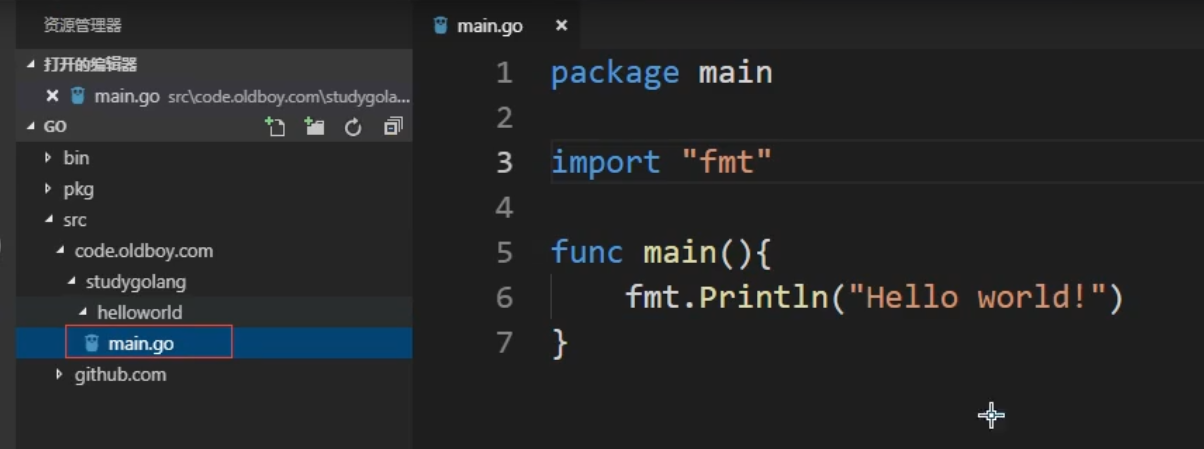 资源管理器
打开的编辑器
main.go src\code.oldboy.com\studygola...
GO
bin
pkg
src
code.oldboy.com
studygolang
helloworld
main.go
github.com
main.go
1 package main
2
3 import "fmt"
4
5 func main(){
6 fmt.Println("Hello world!")
7 }